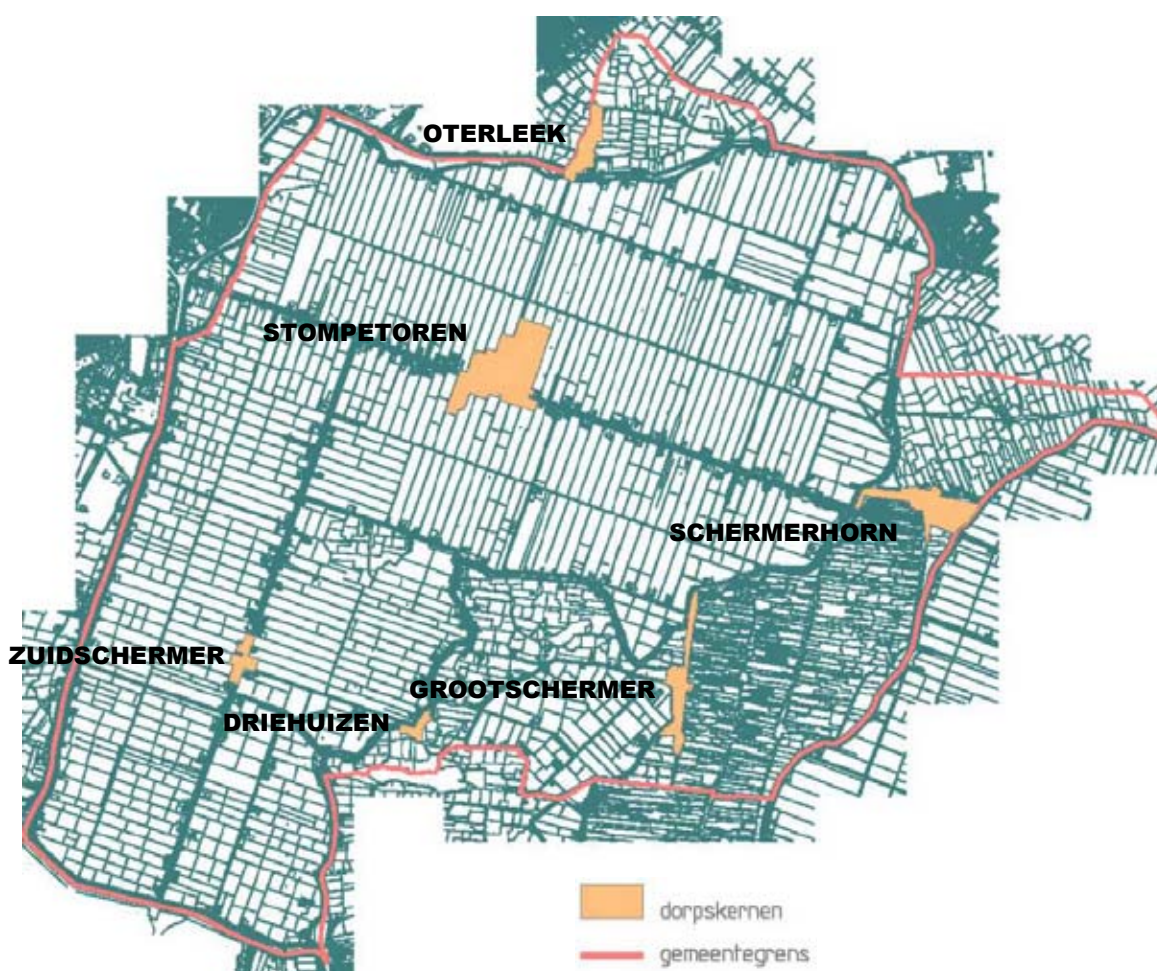 OTERLEEK
STOMPETOREN
SCHERMERHORN
ZUIDSCHERMER
GROOTSCHERMER
DRIEHUIZEN
dorpskernen
gemeentegrens